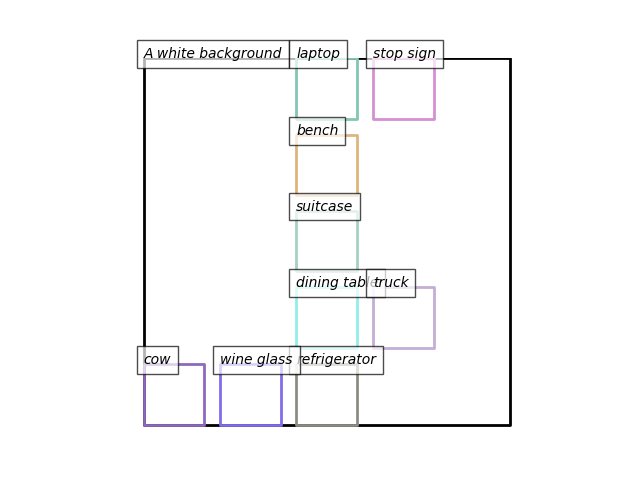 A white background
laptop
stop sign
bench
suitcase
dining table
truck
cow
wine glass
refrigerator